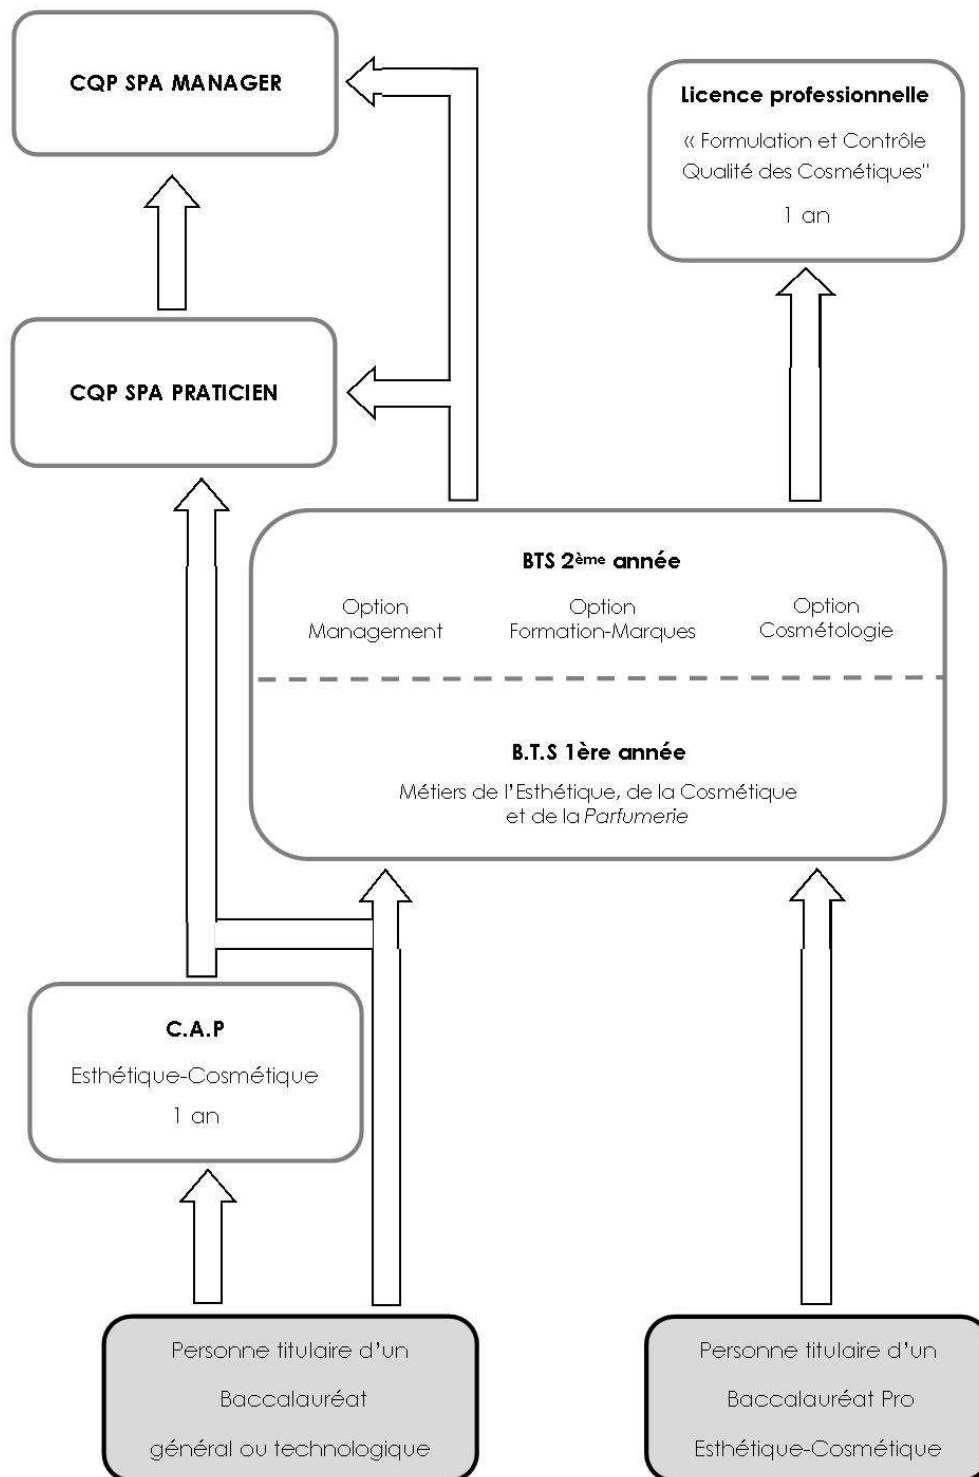 CQP SPA MANAGER
Licence professionnelle
« Formulation et Contrôle
Qualité des Cosmétiques"
1 an
CQP SPA PRATICIEN
BTS 2ème année
Option
Management
Option
Formation-Marques
Option
Cosmétologie
B.T.S 1ère année
Métiers de l'Esthétique, de la Cosmétique
et de la Parfumerie
C.A.P
Esthétique-Cosmétique
1 an
Personne titulaire d'un
Baccalauréat
général ou technologique
Personne titulaire d'un
Baccalauréat Pro
Esthétique-Cosmétique